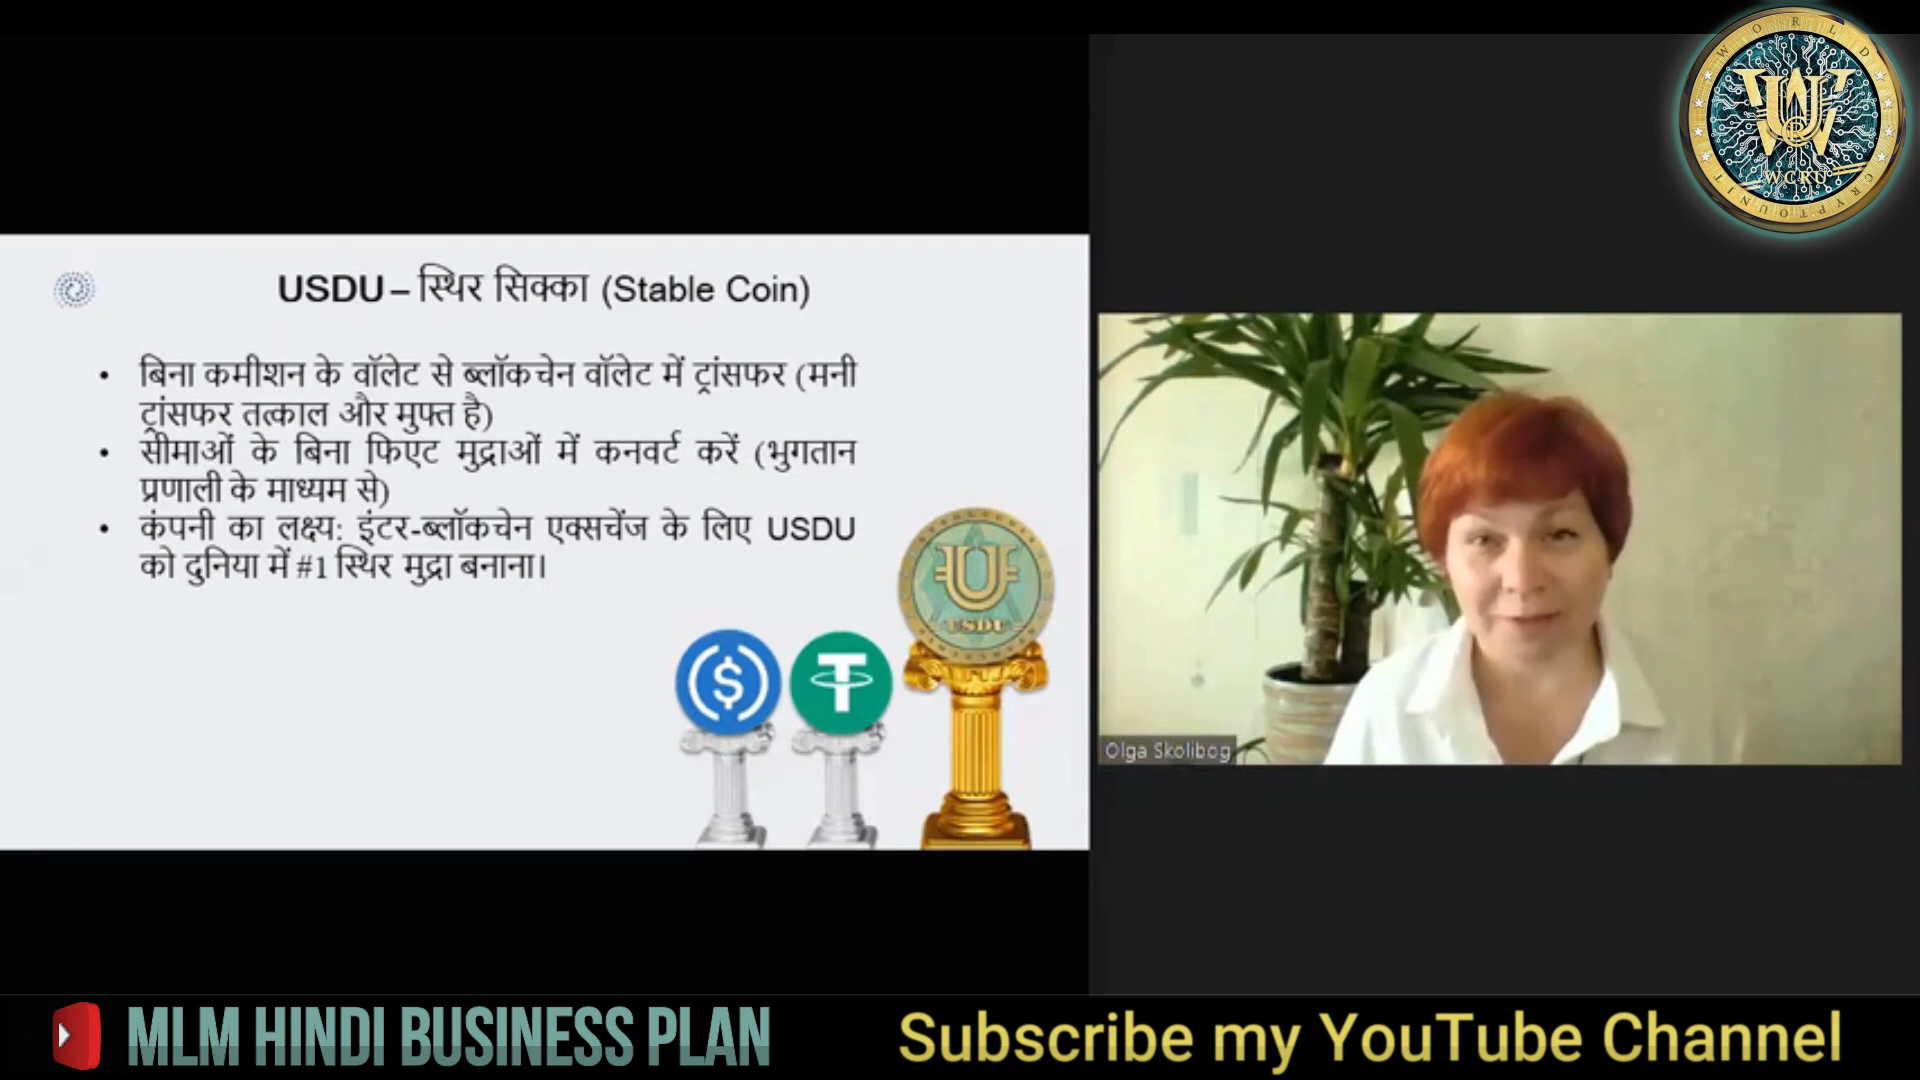 WORLD CRYPTOUNIT
WCRU
USDU – स्थिर सिक्का (Stable Coin)
• बिना कमीशन के वॉलेट से ब्लॉकचेन वॉलेट में ट्रांसफर (मनी
ट्रांसफर तत्काल और मुफ्त है)
• सीमाओं के बिना फिएट मुद्राओं में कनवर्ट करें (भुगतान
प्रणाली के माध्यम से)
• कंपनी का लक्ष्य: इंटर-ब्लॉकचेन एक्सचेंज के लिए USDU
को दुनिया में #1 स्थिर मुद्रा बनाना।
USDU
Olga Skolibog
MLM HINDI BUSINESS PLAN
Subscribe my YouTube Channel